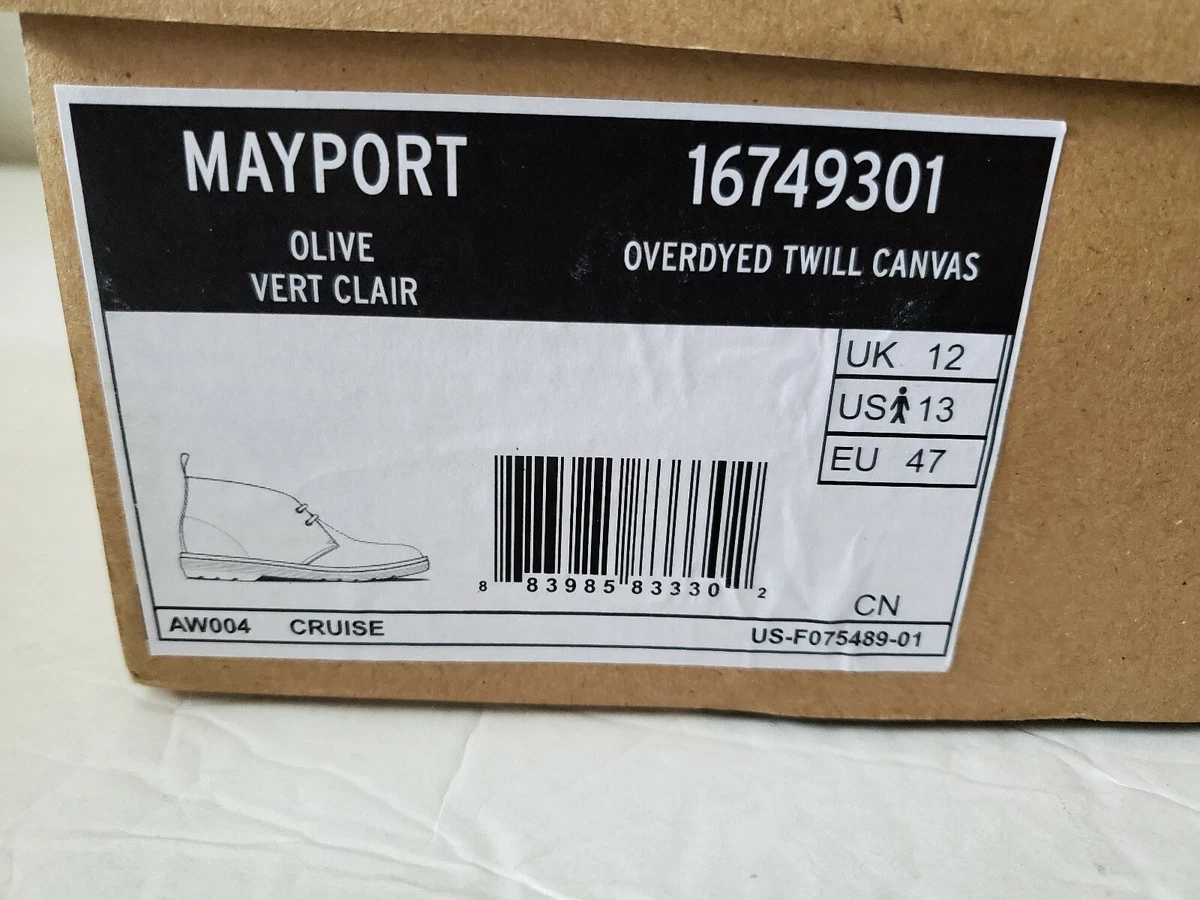 MAYPORT
OLIVE
VERT CLAIR
16749301
OVERDYED TWILL CANVAS
UK 12
US 13
EU 47
8 83985 83330 2
CN
AW004 CRUISE
US-F075489-01